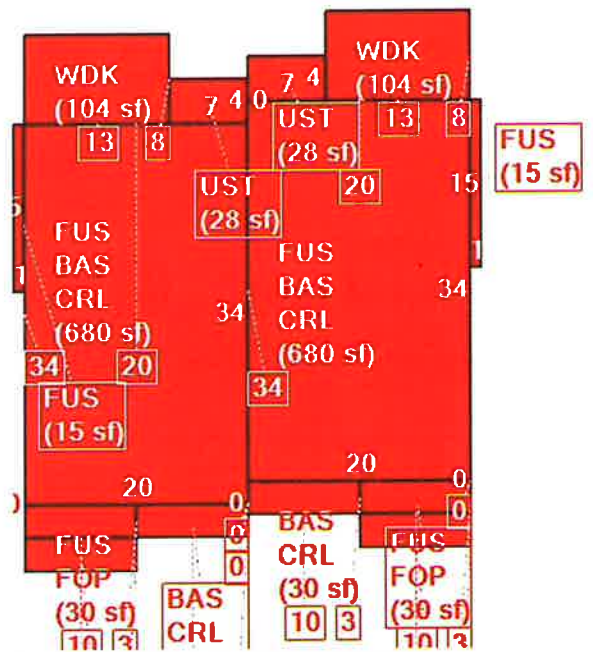 WDK
(104 sf)
13
8
7
4
0
WDK
(104 sf)
7
4
UST
(28 sf)
13
8
FUS
(15 sf)
UST
(28 sf)
20
15
FUS
BAS
CRL
(680 sf)
34
34
20
FUS
(15 sf)
FUS
BAS
CRL
(680 sf)
34
34
20
20
0
0
0
0
0
FUS
FOP
(30 sf)
10
3
BAS
CRL
BAS
CRL
(30 sf)
10
3
FUS
FOP
(30 sf)
10
3